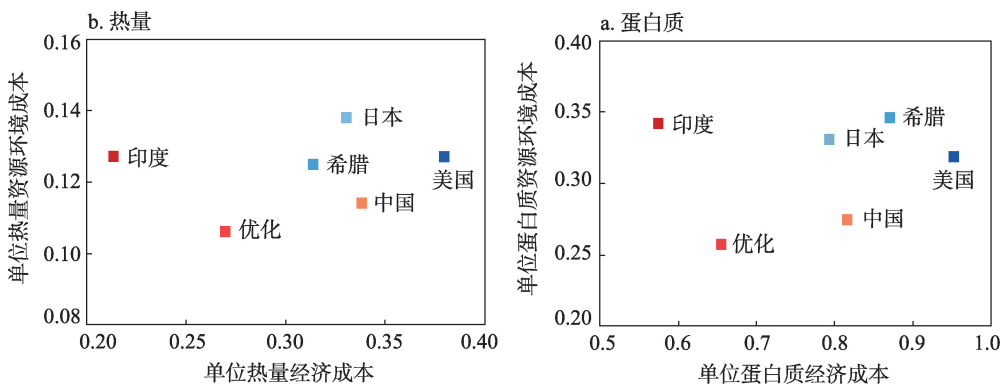 b. 热量
单位热量资源环境成本
0.16
0.14
0.12
0.10
0.08
日本
印度
希腊
美国
中国
优化
0.20
0.25
0.30
0.35
0.40
单位热量经济成本
a. 蛋白质
单位蛋白质资源环境成本
0.40
0.35
0.30
0.25
0.20
印度
希腊
日本
美国
中国
优化
0.5
0.6
0.7
0.8
0.9
1.0
单位蛋白质经济成本